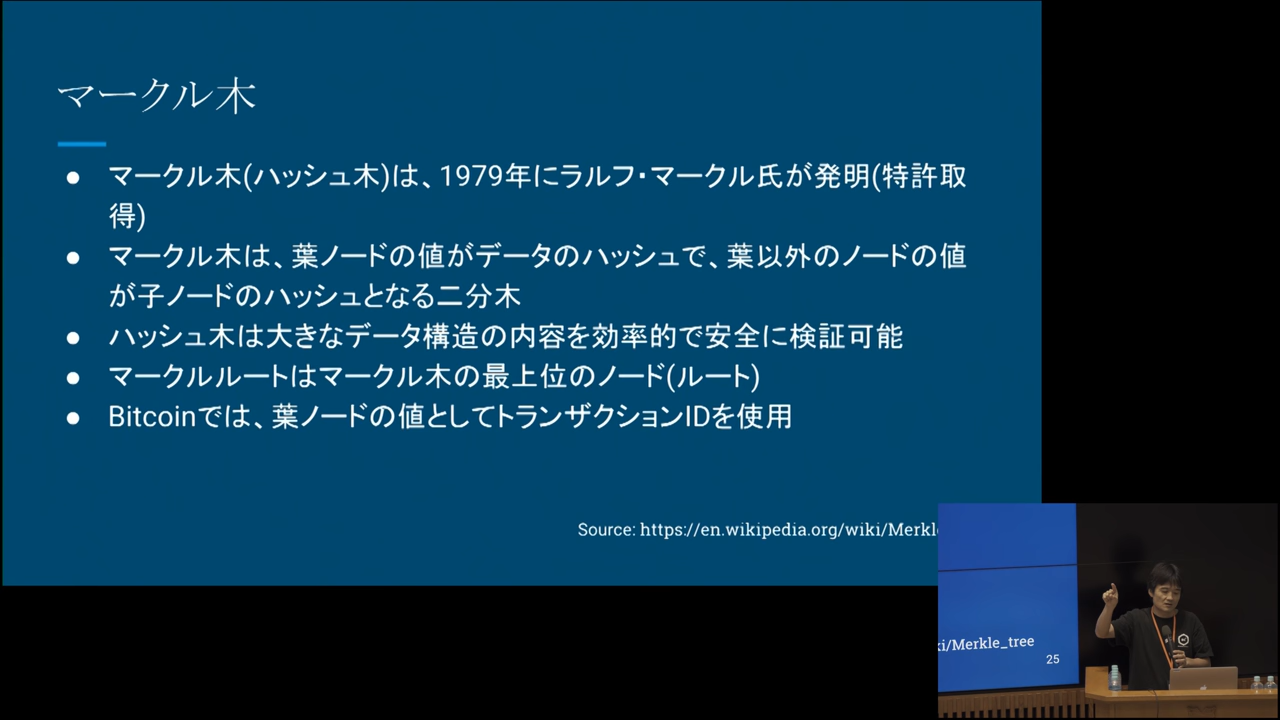 マークル木
● マークル木(ハッシュ木)は、1979年にラルフ・マークル氏が発明(特許取
得)
● マークル木は、葉ノードの値がデータのハッシュで、葉以外のノードの値
が子ノードのハッシュとなる二分木
● ハッシュ木は大きなデータ構造の内容を効率的で安全に検証可能
● マークルルートはマークル木の最上位のノード(ルート)
● Bitcoinでは、葉ノードの値としてトランザクションIDを使用
Source: https://en.wikipedia.org/wiki/Merkl
ki/Merkle_tree
25